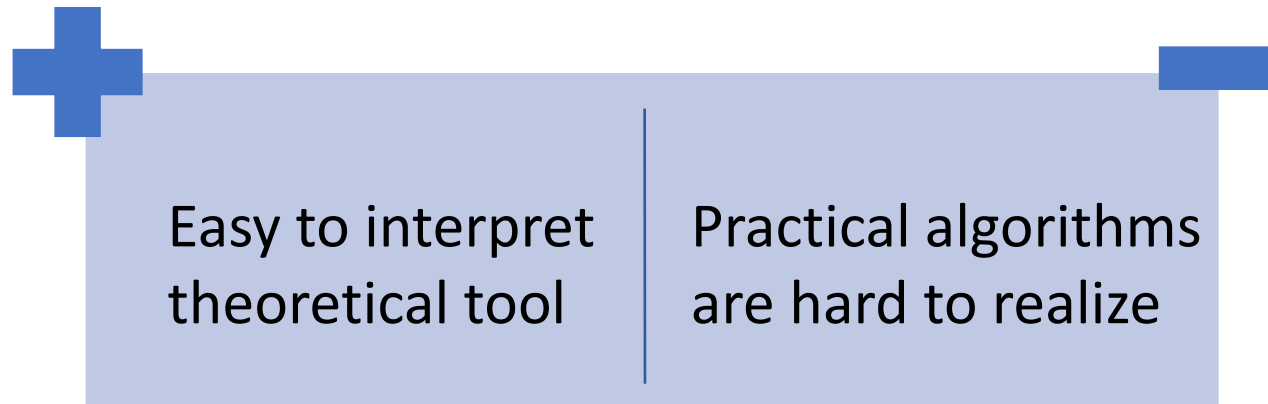 Easy to interpret
theoretical tool
Practical algorithms
are hard to realize